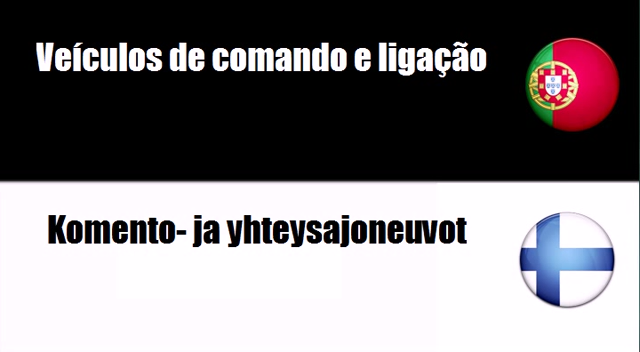 Veículos de comando e ligação
Komento- ja yhteysajoneuvot